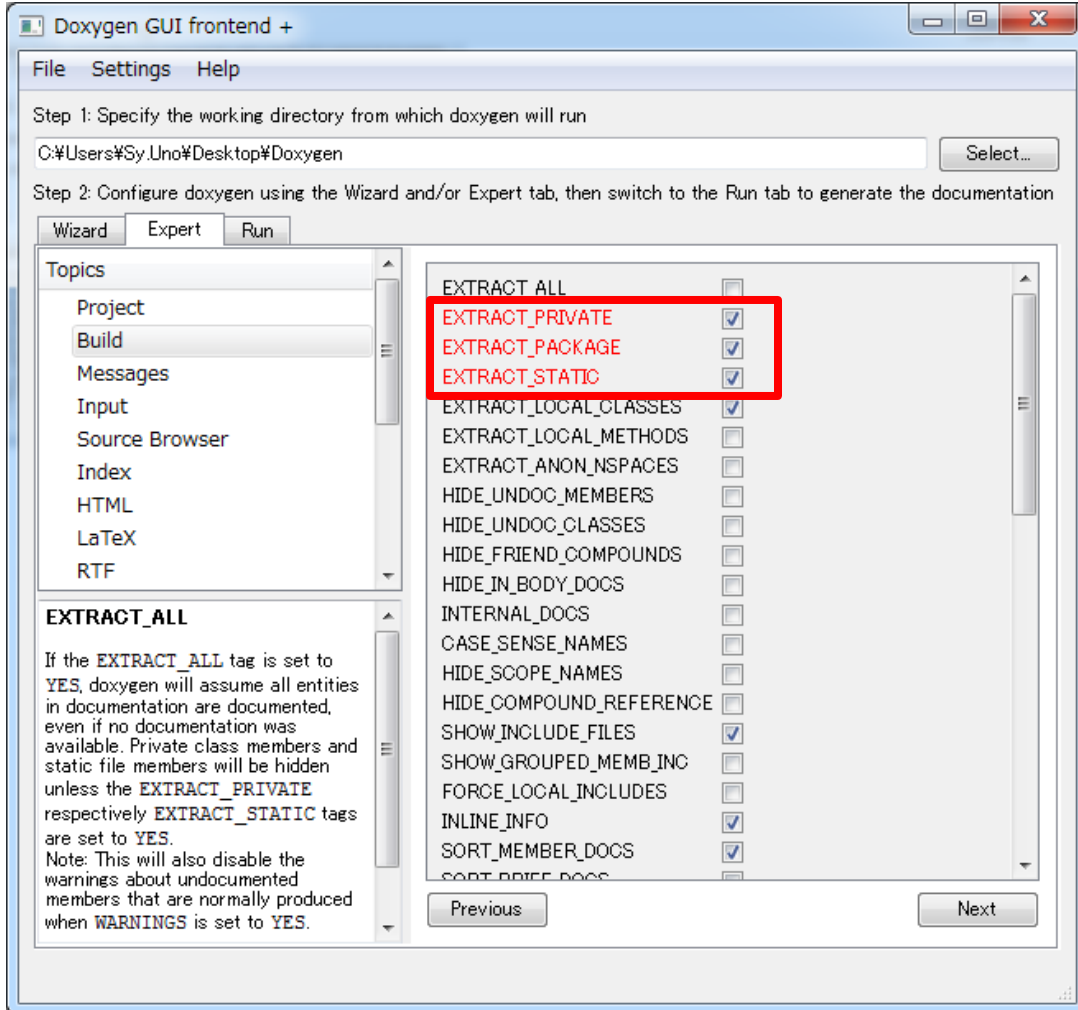 Doxygen GUI frontend +
File Settings Help
Step 1: Specify the working directory from which doxygen will run
C:¥Users¥Sy.Uno¥Desktop¥Doxygen
Select...
Step 2: Configure doxygen using the Wizard and/or Expert tab, then switch to the Run tab to generate the documentation
Wizard Expert Run
Topics
Project
Build
Messages
Input
Source Browser
Index
HTML
LaTeX
RTF
EXTRACT_ALL
If the EXTRACT_ALL tag is set to
YES, doxygen will assume all entities
in documentation are documented,
even if no documentation was
available. Private class members and
static file members will be hidden
unless the EXTRACT_PRIVATE
respectively EXTRACT_STATIC tags
are set to YES.
Note: This will also disable the
warnings about undocumented
members that are normally produced
when WARNINGS is set to YES.
EXTRACT_ALL
EXTRACT_PRIVATE
EXTRACT_PACKAGE
EXTRACT_STATIC
EXTRACT_LOCAL_CLASSES
EXTRACT_LOCAL_METHODS
EXTRACT_ANON_NSPACES
HIDE_UNDOC_MEMBERS
HIDE_UNDOC_CLASSES
HIDE_FRIEND_COMPOUNDS
HIDE_IN_BODY_DOCS
INTERNAL_DOCS
CASE_SENSE_NAMES
HIDE_SCOPE_NAMES
HIDE_COMPOUND_REFERENCE
SHOW_INCLUDE_FILES
SHOW_GROUPED_MEMB_INC
FORCE_LOCAL_INCLUDES
INLINE_INFO
SORT_MEMBER_DOCS
SORT_BRIEF_DOCS
Previous
Next